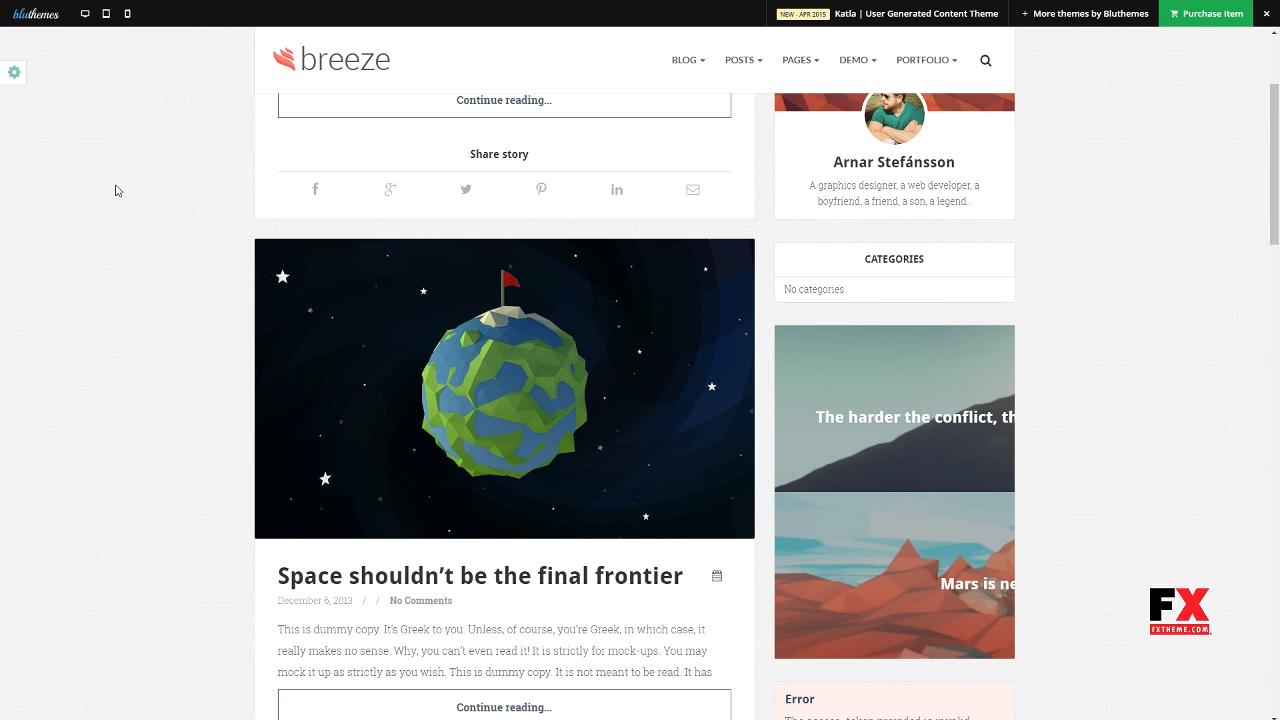 bluthemes
NEW - APR 2015
Katla | User Generated Content Theme
+ More themes by Bluthemes
Purchase Item
breeze
BLOG
POSTS
PAGES
DEMO
PORTFOLIO
Continue reading...
Share story
Arnar Stefánsson
A graphics designer, a web developer, a
boyfriend, a friend, a son, a legend..
CATEGORIES
No categories
The harder the conflict, th
Mars is ne
Space shouldn't be the final frontier
December 6, 2013 / / No Comments
This is dummy copy. It's Greek to you. Unless, of course, you're Greek, in which case, it
really makes no sense. Why, you can't even read it! It is strictly for mock-ups. You may
mock it up as strictly as you wish. This is dummy copy. It is not meant to be read. It has
Continue reading...
Error
FX
FXTHEME.COM